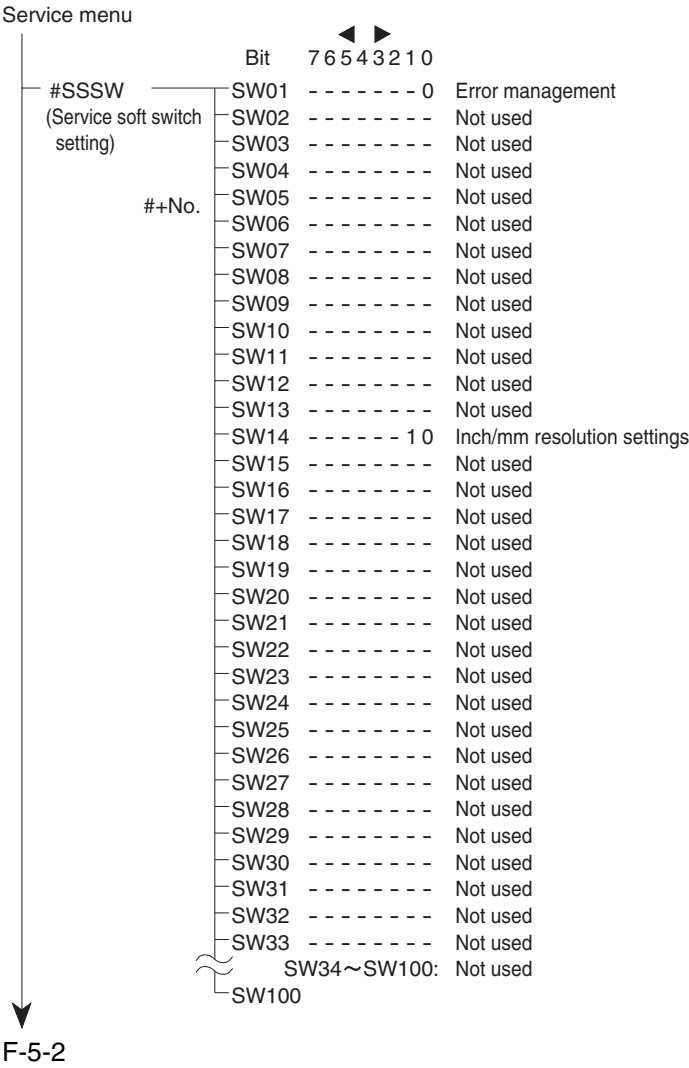 Service menu
◀ ▶
Bit 7 6 5 4 3 2 1 0
#SSSW SW01 - - - - - - - 0 Error management
(Service soft switch SW02 - - - - - - - - Not used
setting) SW03 - - - - - - - - Not used
SW04 - - - - - - - - Not used
#+No. SW05 - - - - - - - - Not used
SW06 - - - - - - - - Not used
SW07 - - - - - - - - Not used
SW08 - - - - - - - - Not used
SW09 - - - - - - - - Not used
SW10 - - - - - - - - Not used
SW11 - - - - - - - - Not used
SW12 - - - - - - - - Not used
SW13 - - - - - - - - Not used
SW14 - - - - - - 1 0 Inch/mm resolution settings
SW15 - - - - - - - - Not used
SW16 - - - - - - - - Not used
SW17 - - - - - - - - Not used
SW18 - - - - - - - - Not used
SW19 - - - - - - - - Not used
SW20 - - - - - - - - Not used
SW21 - - - - - - - - Not used
SW22 - - - - - - - - Not used
SW23 - - - - - - - - Not used
SW24 - - - - - - - - Not used
SW25 - - - - - - - - Not used
SW26 - - - - - - - - Not used
SW27 - - - - - - - - Not used
SW28 - - - - - - - - Not used
SW29 - - - - - - - - Not used
SW30 - - - - - - - - Not used
SW31 - - - - - - - - Not used
SW32 - - - - - - - - Not used
SW33 - - - - - - - - Not used
SW34～SW100: Not used
SW100
F-5-2